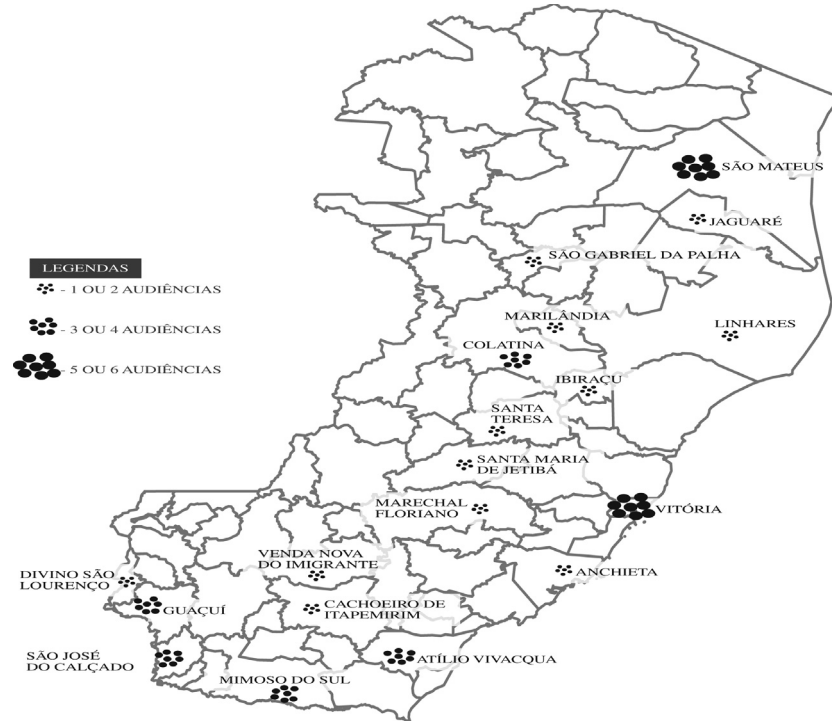 SÃO MATEUS
JAGUARÉ
SÃO GABRIEL DA PALHA
LEGENDAS
- 1 OU 2 AUDIÊNCIAS
- 3 OU 4 AUDIÊNCIAS
- 5 OU 6 AUDIÊNCIAS
MARILÂNDIA
LINHARES
COLATINA
IBIRAÇU
SANTA
TERESA
SANTA MARIA
DE JETIBÁ
MARECHAL
FLORIANO
VITÓRIA
VENDA NOVA
DO IMIGRANTE
ANCHIETA
DIVINO SÃO
LOURENÇO
GUAÇUÍ
CACHOEIRO DE
ITAPEMIRIM
SÃO JOSÉ
DO CALÇADO
ATÍLIO VIVACQUA
MIMOSO DO SUL